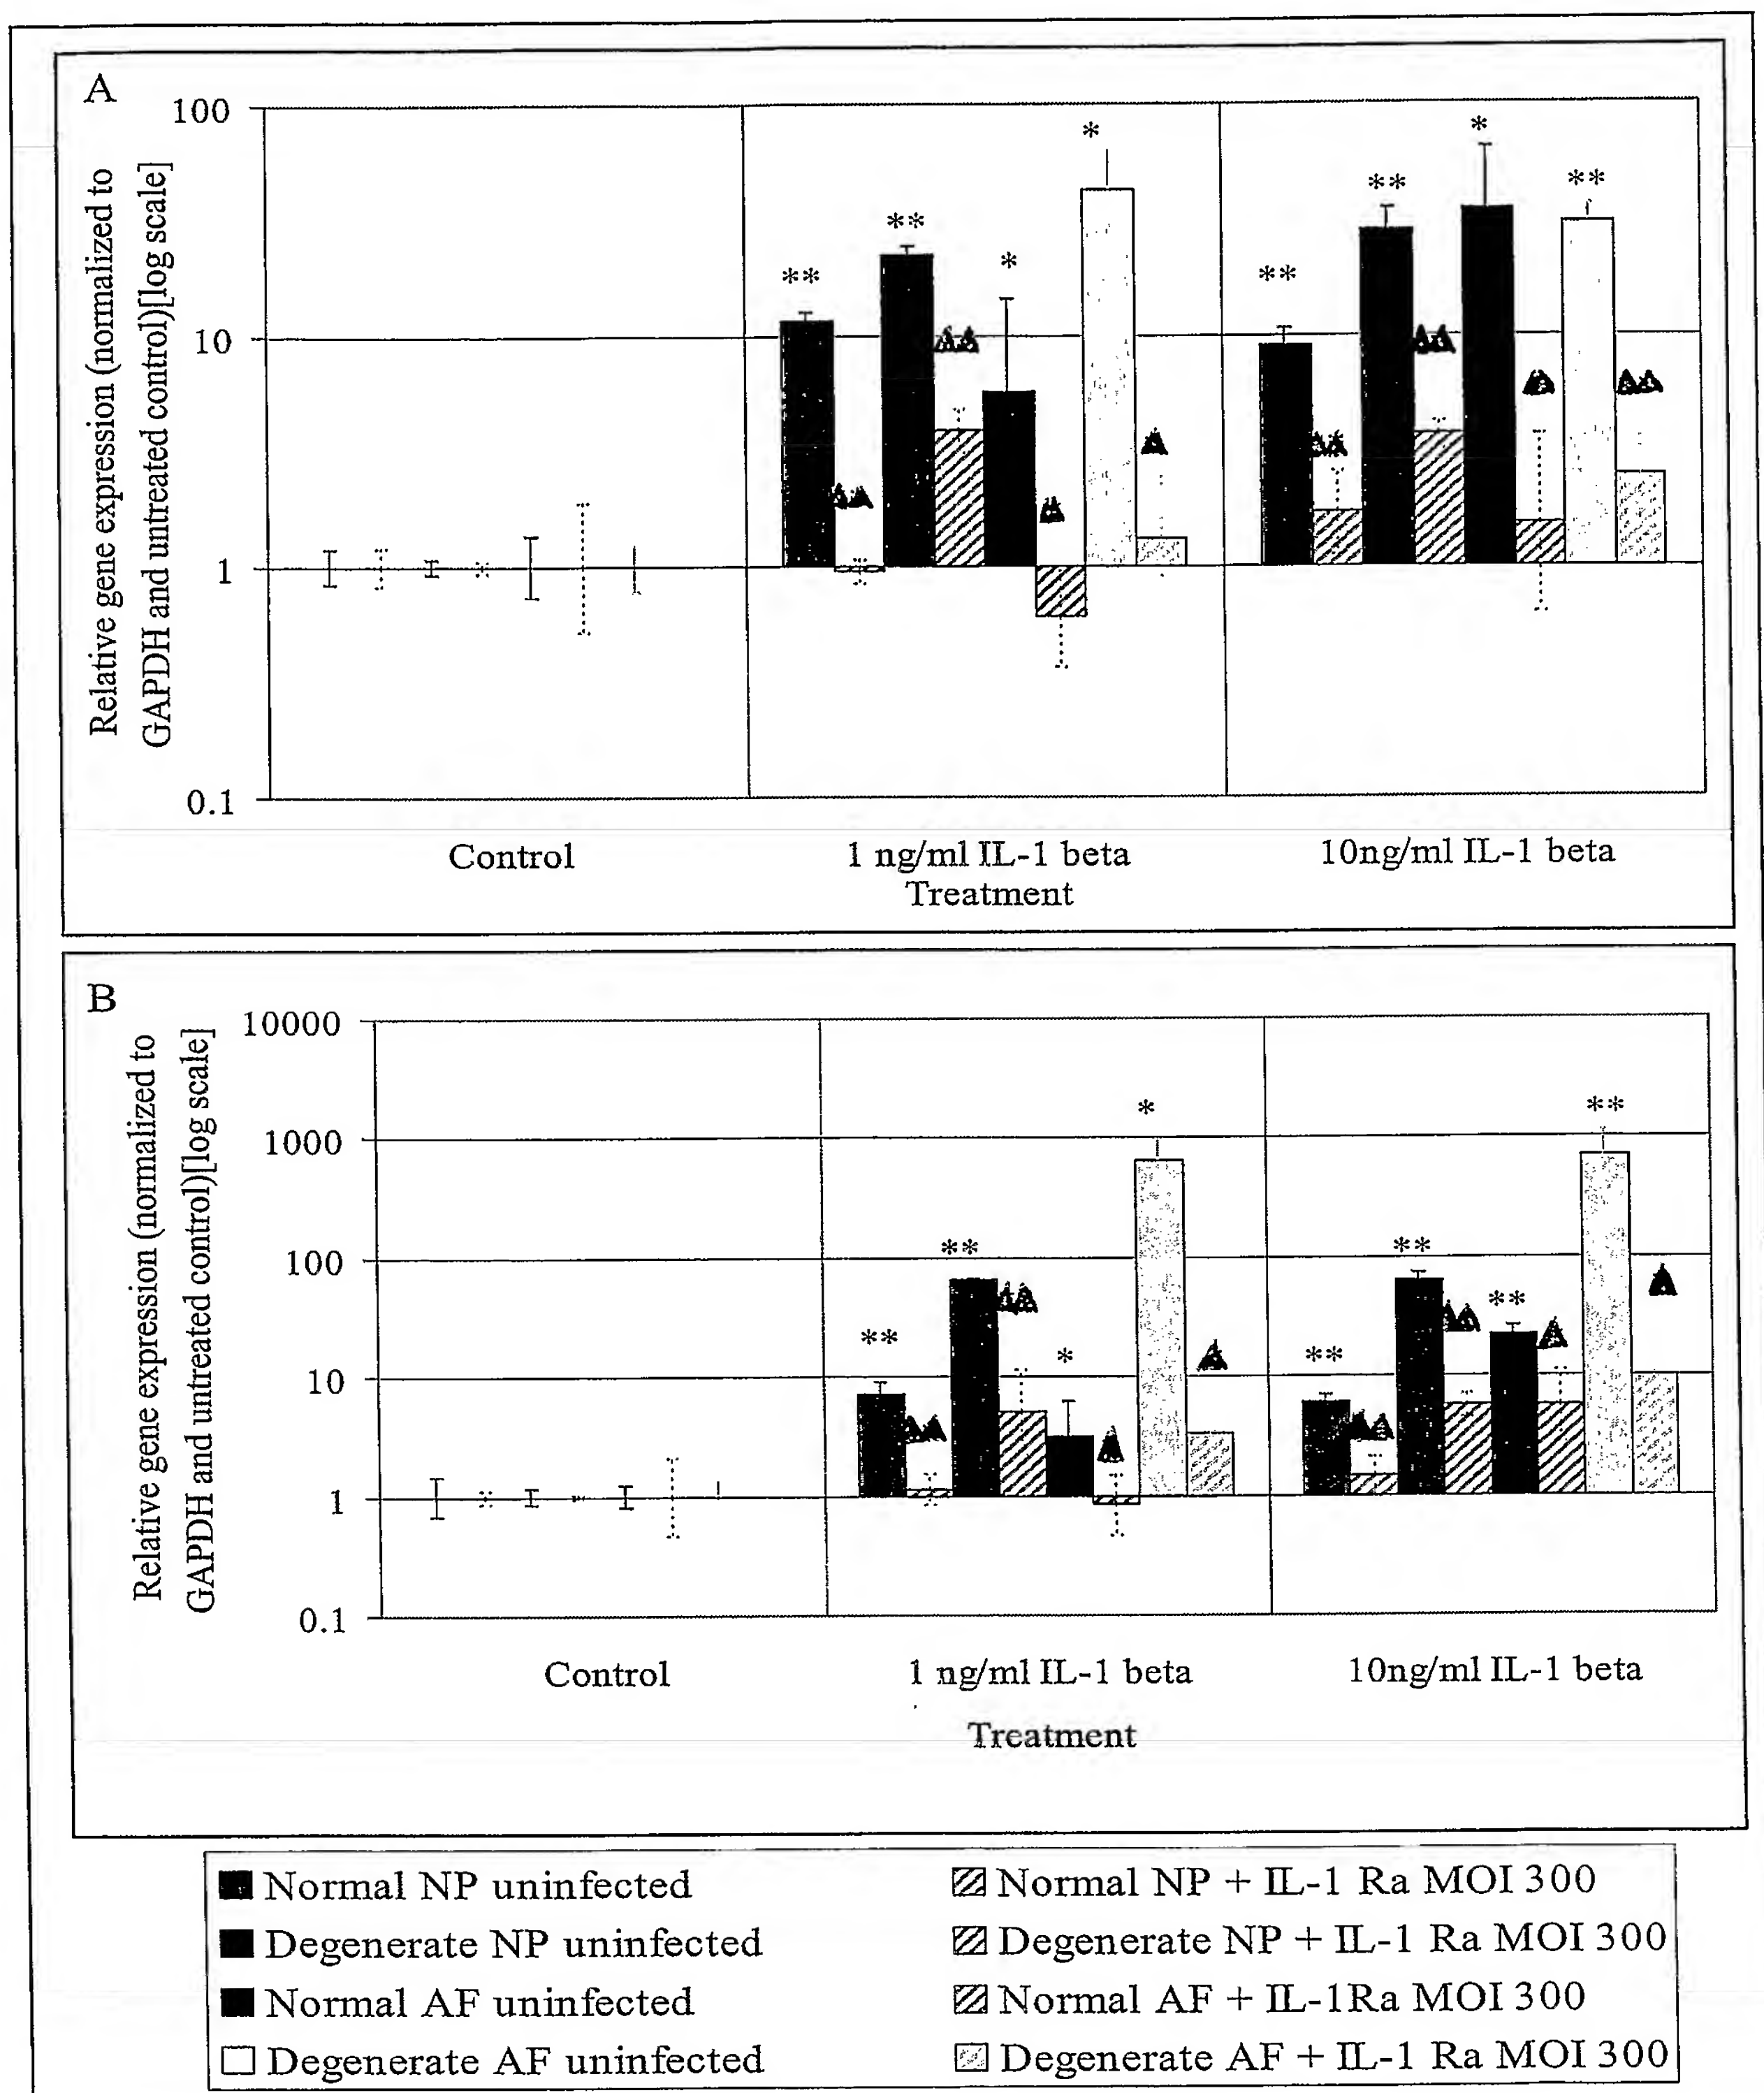 A
Relative gene expression (normalized to
GAPDH and untreated control)[log scale]
100
10
1
0.1
** ** * * ** ** * **
Control 1 ng/ml IL-1 beta 10ng/ml IL-1 beta
Treatment
B
Relative gene expression (normalized to
GAPDH and untreated control)[log scale]
10000
1000
100
10
1
0.1
** ** * * ** ** ** **
Control 1 ng/ml IL-1 beta 10ng/ml IL-1 beta
Treatment
Normal NP uninfected
Normal NP + IL-1 Ra MOI 300
Degenerate NP uninfected
Degenerate NP + IL-1 Ra MOI 300
Normal AF uninfected
Normal AF + IL-1Ra MOI 300
Degenerate AF uninfected
Degenerate AF + IL-1 Ra MOI 300